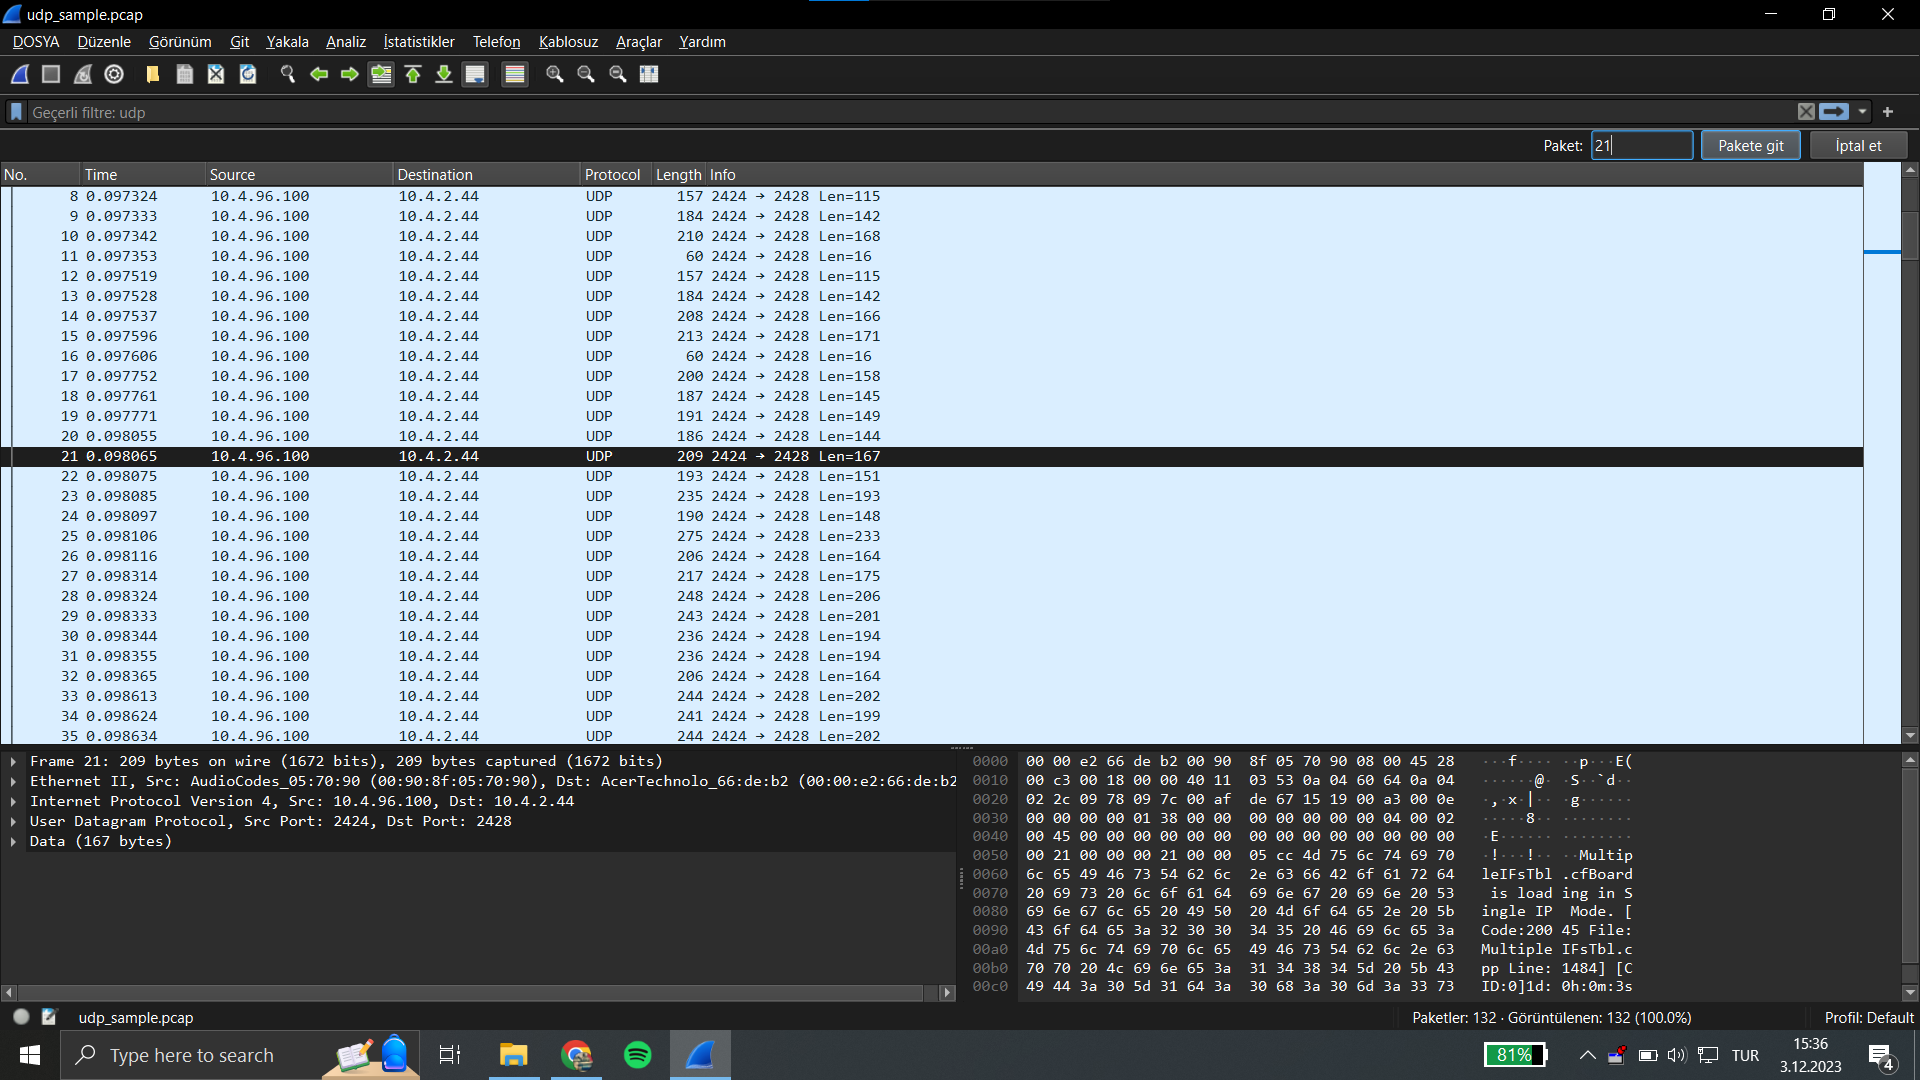 udp_sample.pcap
DOSYA Düzenle Görünüm Git Yakala Analiz İstatistikler Telefon Kablosuz Araçlar Yardım
Geçerli filtre: udp
Paket: 21 Pakete git İptal et
No. Time Source Destination Protocol Length Info
8 0.097324 10.4.96.100 10.4.2.44 UDP 157 2424 → 2428 Len=115
9 0.097333 10.4.96.100 10.4.2.44 UDP 184 2424 → 2428 Len=142
10 0.097342 10.4.96.100 10.4.2.44 UDP 210 2424 → 2428 Len=168
11 0.097353 10.4.96.100 10.4.2.44 UDP 60 2424 → 2428 Len=16
12 0.097519 10.4.96.100 10.4.2.44 UDP 157 2424 → 2428 Len=115
13 0.097528 10.4.96.100 10.4.2.44 UDP 184 2424 → 2428 Len=142
14 0.097537 10.4.96.100 10.4.2.44 UDP 208 2424 → 2428 Len=166
15 0.097596 10.4.96.100 10.4.2.44 UDP 213 2424 → 2428 Len=171
16 0.097606 10.4.96.100 10.4.2.44 UDP 60 2424 → 2428 Len=16
17 0.097752 10.4.96.100 10.4.2.44 UDP 200 2424 → 2428 Len=158
18 0.097761 10.4.96.100 10.4.2.44 UDP 187 2424 → 2428 Len=145
19 0.097771 10.4.96.100 10.4.2.44 UDP 191 2424 → 2428 Len=149
20 0.098055 10.4.96.100 10.4.2.44 UDP 186 2424 → 2428 Len=144
21 0.098065 10.4.96.100 10.4.2.44 UDP 209 2424 → 2428 Len=167
22 0.098075 10.4.96.100 10.4.2.44 UDP 193 2424 → 2428 Len=151
23 0.098085 10.4.96.100 10.4.2.44 UDP 235 2424 → 2428 Len=193
24 0.098097 10.4.96.100 10.4.2.44 UDP 190 2424 → 2428 Len=148
25 0.098106 10.4.96.100 10.4.2.44 UDP 275 2424 → 2428 Len=233
26 0.098116 10.4.96.100 10.4.2.44 UDP 206 2424 → 2428 Len=164
27 0.098314 10.4.96.100 10.4.2.44 UDP 217 2424 → 2428 Len=175
28 0.098324 10.4.96.100 10.4.2.44 UDP 248 2424 → 2428 Len=206
29 0.098333 10.4.96.100 10.4.2.44 UDP 243 2424 → 2428 Len=201
30 0.098344 10.4.96.100 10.4.2.44 UDP 236 2424 → 2428 Len=194
31 0.098355 10.4.96.100 10.4.2.44 UDP 236 2424 → 2428 Len=194
32 0.098365 10.4.96.100 10.4.2.44 UDP 206 2424 → 2428 Len=164
33 0.098613 10.4.96.100 10.4.2.44 UDP 244 2424 → 2428 Len=202
34 0.098624 10.4.96.100 10.4.2.44 UDP 241 2424 → 2428 Len=199
35 0.098634 10.4.96.100 10.4.2.44 UDP 244 2424 → 2428 Len=202
Frame 21: 209 bytes on wire (1672 bits), 209 bytes captured (1672 bits)
Ethernet II, Src: AudioCodes_05:70:90 (00:90:8f:05:70:90), Dst: AcerTechnolo_66:de:b2 (00:00:e2:66:de:b2
Internet Protocol Version 4, Src: 10.4.96.100, Dst: 10.4.2.44
User Datagram Protocol, Src Port: 2424, Dst Port: 2428
Data (167 bytes)
0000 00 00 e2 66 de b2 00 90 8f 05 70 90 08 00 45 28 ···f···· ··p···E(
0010 00 c3 00 18 00 00 40 11 03 53 0a 04 60 64 0a 04 ······@· ·S··`d··
0020 02 2c 09 78 09 7c 00 af de 67 15 19 00 a3 00 0e ·,·x·|·· ·g······
0030 00 00 00 00 01 38 00 00 00 00 00 00 00 04 00 02 ·····8·· ········
0040 00 45 00 00 00 00 00 00 00 00 00 00 00 00 00 00 ·E······ ········
0050 00 21 00 00 00 21 00 00 05 cc 4d 75 6c 74 69 70 ·!···!·· ··Multip
0060 6c 65 49 46 73 54 62 6c 2e 63 66 42 6f 61 72 64 leIFsTbl .cfBoard
0070 20 69 73 20 6c 6f 61 64 69 6e 67 20 69 6e 20 53 is load ing in S
0080 69 6e 67 6c 65 20 49 50 20 4d 6f 64 65 2e 20 5b ingle IP Mode. [
0090 43 6f 64 65 3a 32 30 30 34 35 20 46 69 6c 65 3a Code:200 45 File:
00a0 4d 75 6c 74 69 70 6c 65 49 46 73 54 62 6c 2e 63 Multiple IFsTbl.c
00b0 70 70 20 4c 69 6e 65 3a 31 34 38 34 5d 20 5b 43 pp Line: 1484] [C
00c0 49 44 3a 30 5d 31 64 3a 30 68 3a 30 6d 3a 33 73 ID:0]1d: 0h:0m:3s
udp_sample.pcap Paketler: 132 · Görüntülenen: 132 (100.0%) Profil: Default
Type here to search 81% TUR 15:36
3.12.2023 4